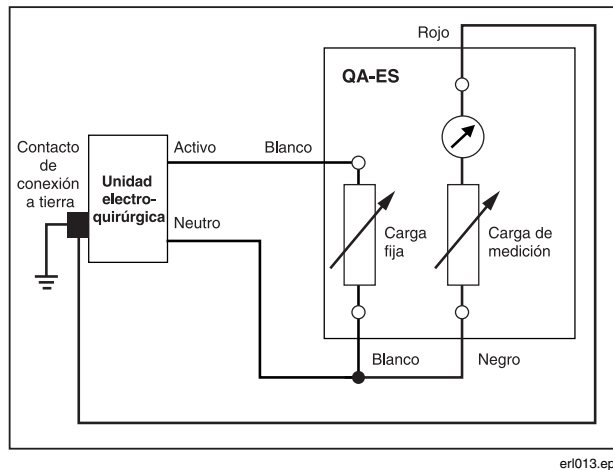 Rojo
QA-ES
Contacto
de
conexión
a tierra
Activo
Blanco
Unidad
electro-
quirúrgica
Neutro
Carga
fija
Carga de
medición
Blanco
Negro
erl013.ep